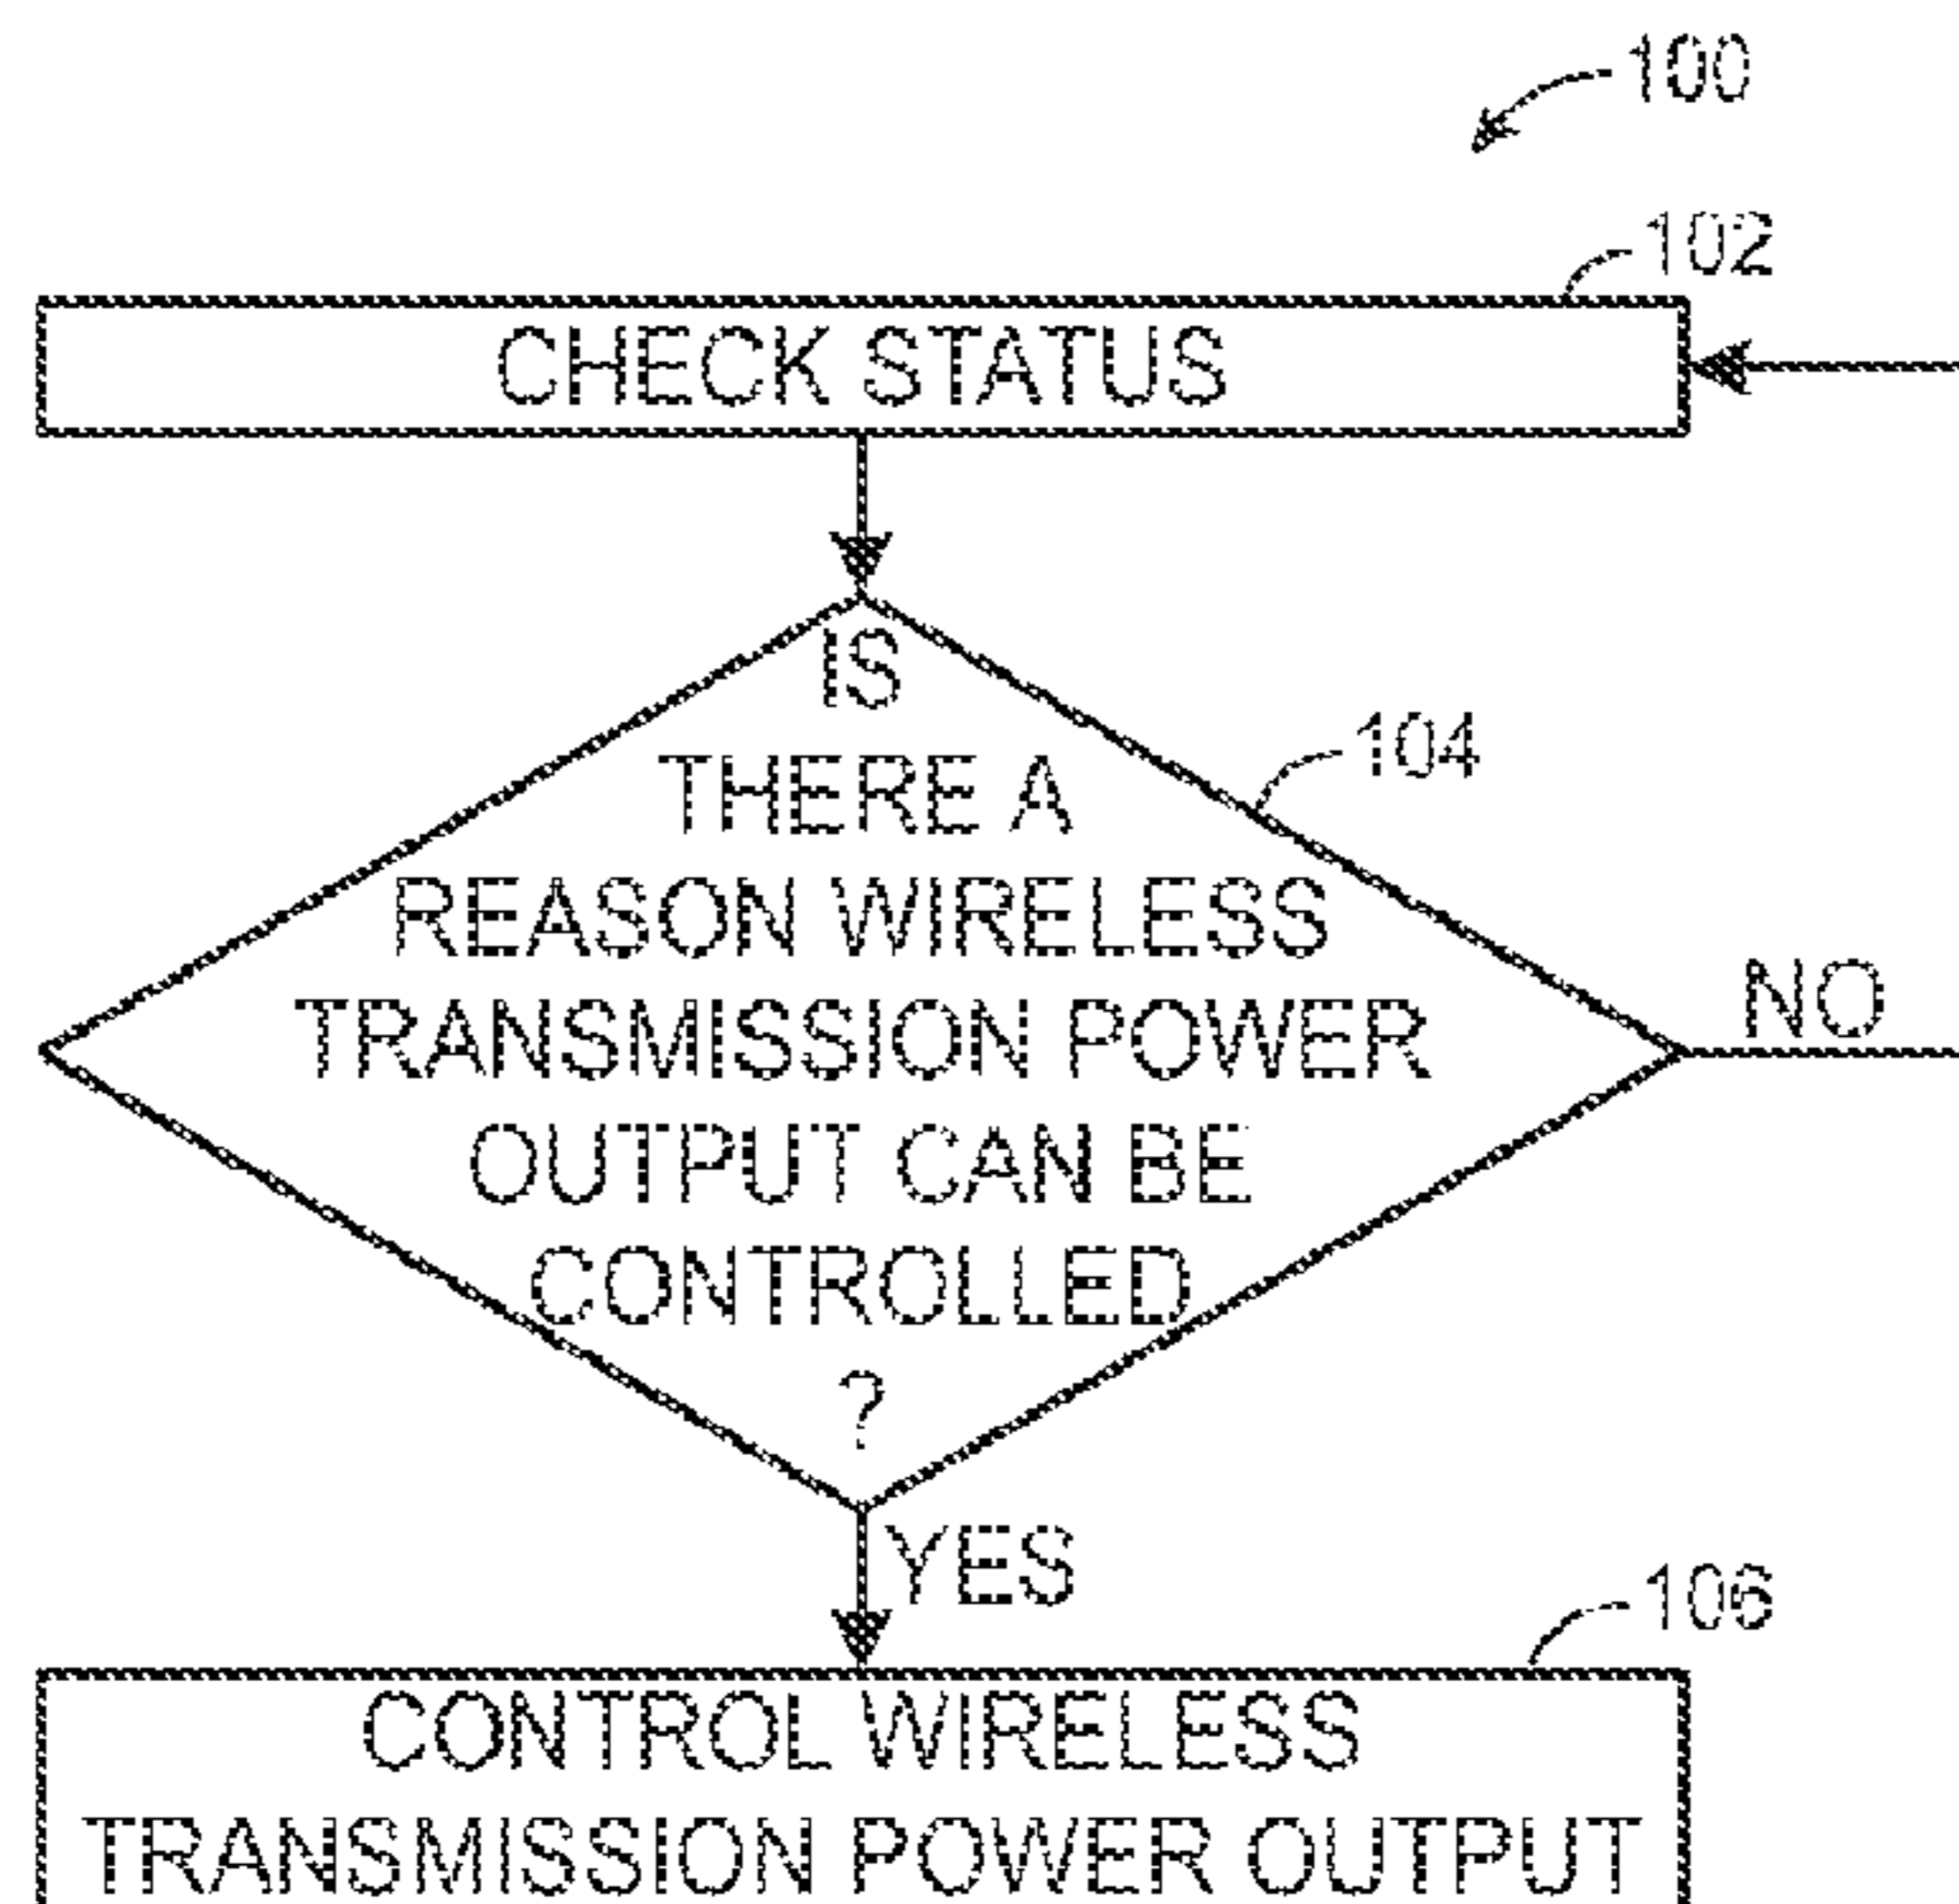 100
102
CHECK STATUS
IS
THERE A
104
REASON WIRELESS
TRANSMISSION POWER
NO
OUTPUT CAN BE
CONTROLLED
?
YES
106
CONTROL WIRELESS
TRANSMISSION POWER OUTPUT